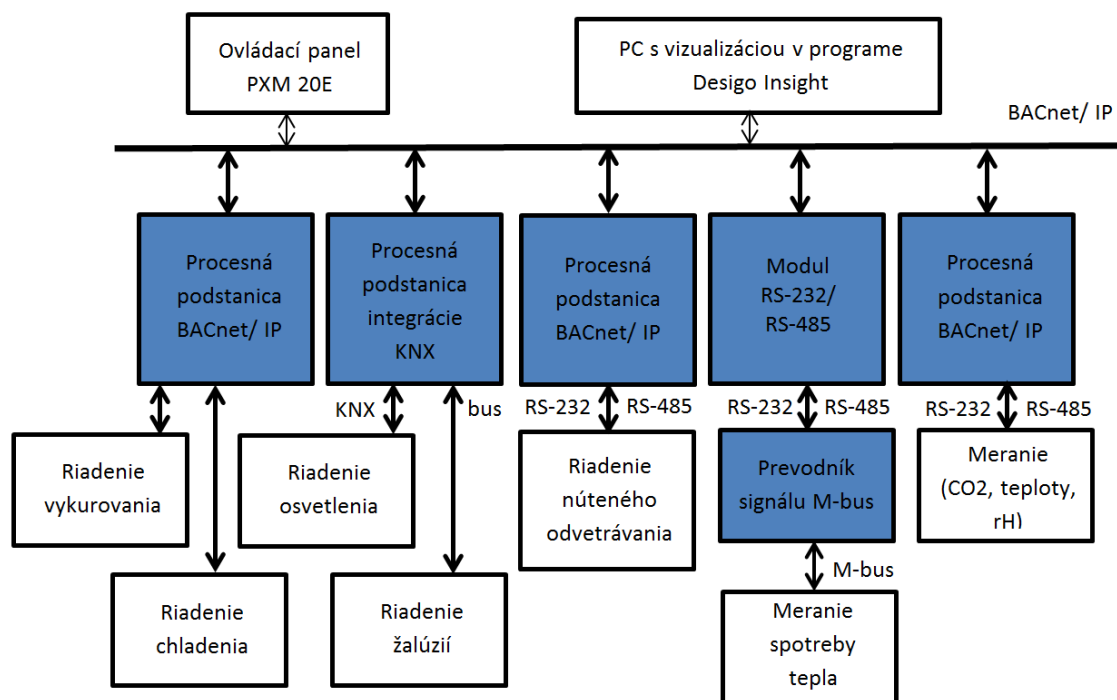 Ovládací panel
PXM 20E
PC s vizualizáciou v programe
Desigo Insight
BACnet/ IP
Procesná
podstanica
BACnet/ IP
Procesná
podstanica
integrácie
KNX
Procesná
podstanica
BACnet/ IP
Modul
RS-232/
RS-485
Procesná
podstanica
BACnet/ IP
KNX
bus
RS-232
RS-485
RS-232
RS-485
RS-232
RS-485
Riadenie
vykurovania
Riadenie
osvetlenia
Riadenie
núteného
odvetrávania
Prevodník
signálu M-bus
Meranie
(CO2, teploty,
rH)
M-bus
Riadenie
chladenia
Riadenie
žalúzií
Meranie
spotreby
tepla